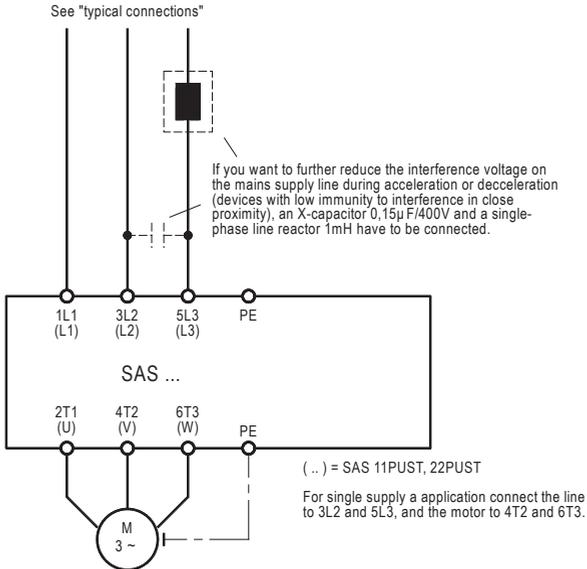 See "typical connections"
If you want to further reduce the interference voltage on
the mains supply line during acceleration or decceleration
(devices with low immunity to interference in close
proximity), an X-capacitor 0,15µF/400V and a single-
phase line reactor 1mH have to be connected.
1L1 3L2 5L3 PE
(L1) (L2) (L3)
SAS ...
2T1 4T2 6T3
(U) (V) (W) PE
( .. ) = SAS 11PUST, 22PUST
For single supply a application connect the line
to 3L2 and 5L3, and the motor to 4T2 and 6T3.
M
3 ~